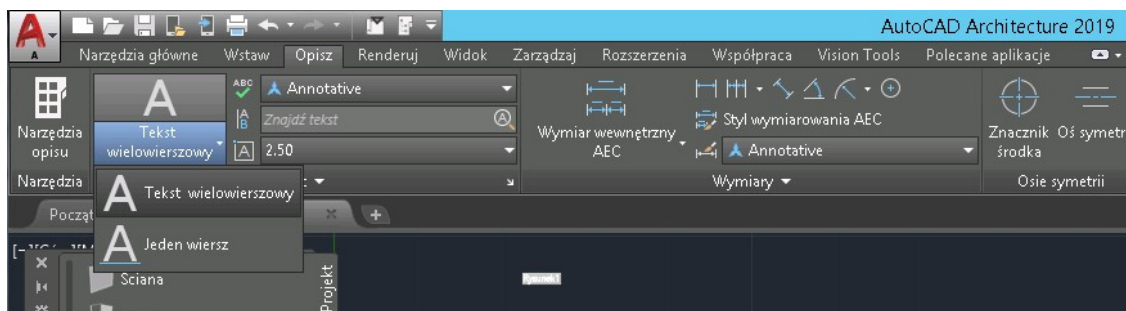 AutoCAD Architecture 2019
A
Narzędzia główne Wstaw Opisz Renderuj Widok Zarządzaj Rozszerzenia Współpraca Vision Tools Polecane aplikacje
Narzędzia opisu
Tekst wielowierszowy
ABC
Annotative
Znajdź tekst
2.50
Wymiar wewnętrzny AEC
Styl wymiarowania AEC
Annotative
Znacznik środka
Oś symetr
Narzędzia
Wymiary
Osie symetrii
Tekst wielowierszowy
Jeden wiersz
Począt
Ściana
Projekt
Rysunek1